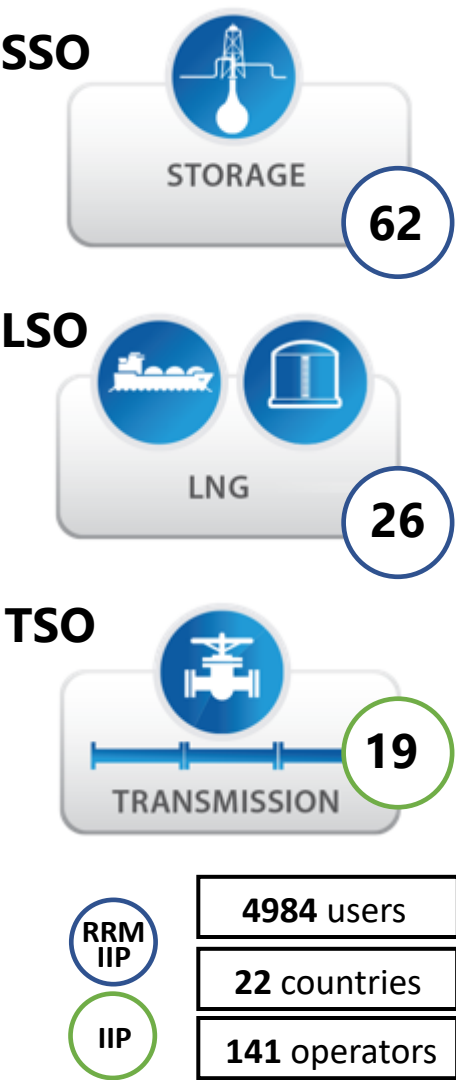 SSO
STORAGE
62
LSO
LNG
26
TSO
19
TRANSMISSION
RRM
IIP
4984 users
22 countries
IIP
141 operators